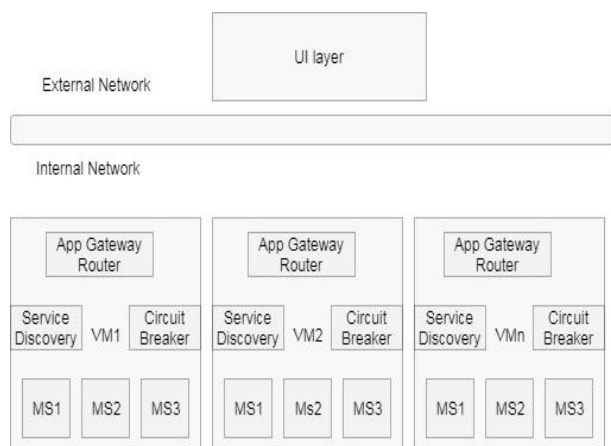 UI layer
External Network
Internal Network
App Gateway
Router
App Gateway
Router
App Gateway
Router
Service
Discovery
VM1
Circuit
Breaker
Service
Discovery
VM2
Circuit
Breaker
Service
Discovery
VMn
Circuit
Breaker
MS1
MS2
MS3
MS1
Ms2
MS3
MS1
MS2
MS3